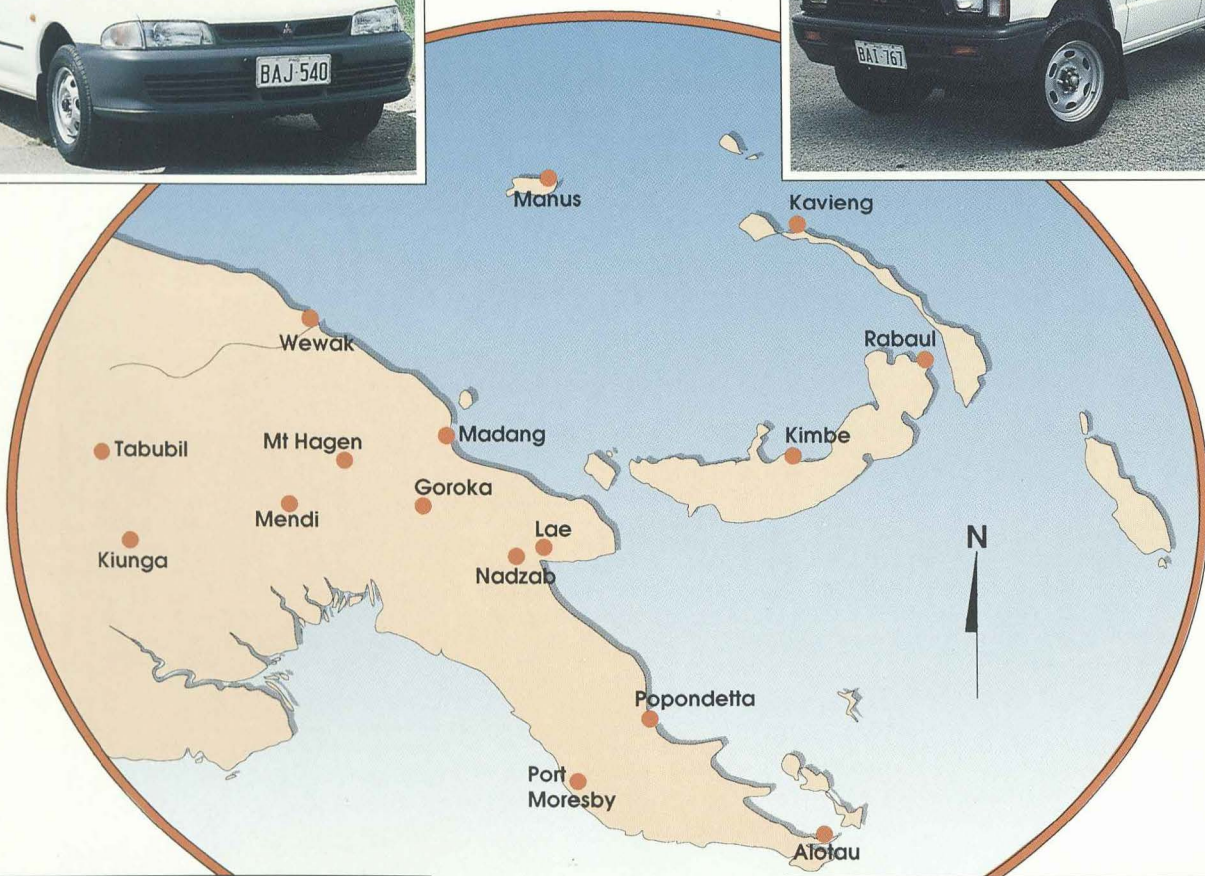 BAJ·540
BAI·767
Manus
Kavieng
Wewak
Rabaul
Tabubil
Mt Hagen
Madang
Kimbe
Goroka
Mendi
Lae
N
Kiunga
Nadzab
Popondetta
Port
Moresby
Alotau